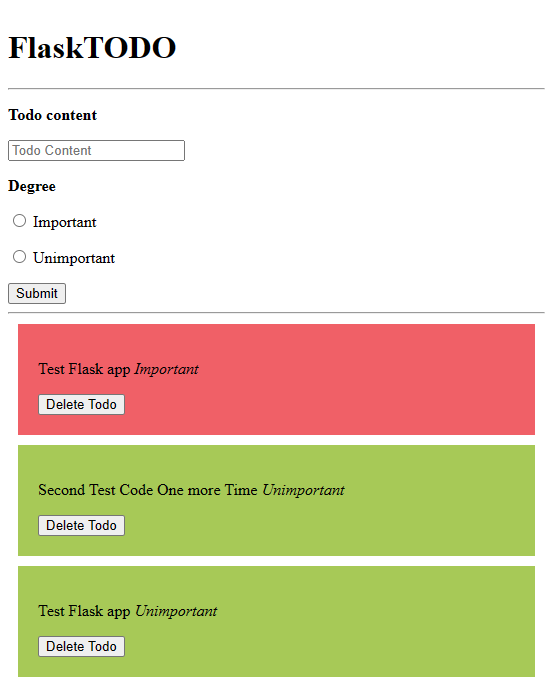 FlaskTODO
Todo content
Todo Content
Degree
Important
Unimportant
Submit
Test Flask app Important
Delete Todo
Second Test Code One more Time Unimportant
Delete Todo
Test Flask app Unimportant
Delete Todo